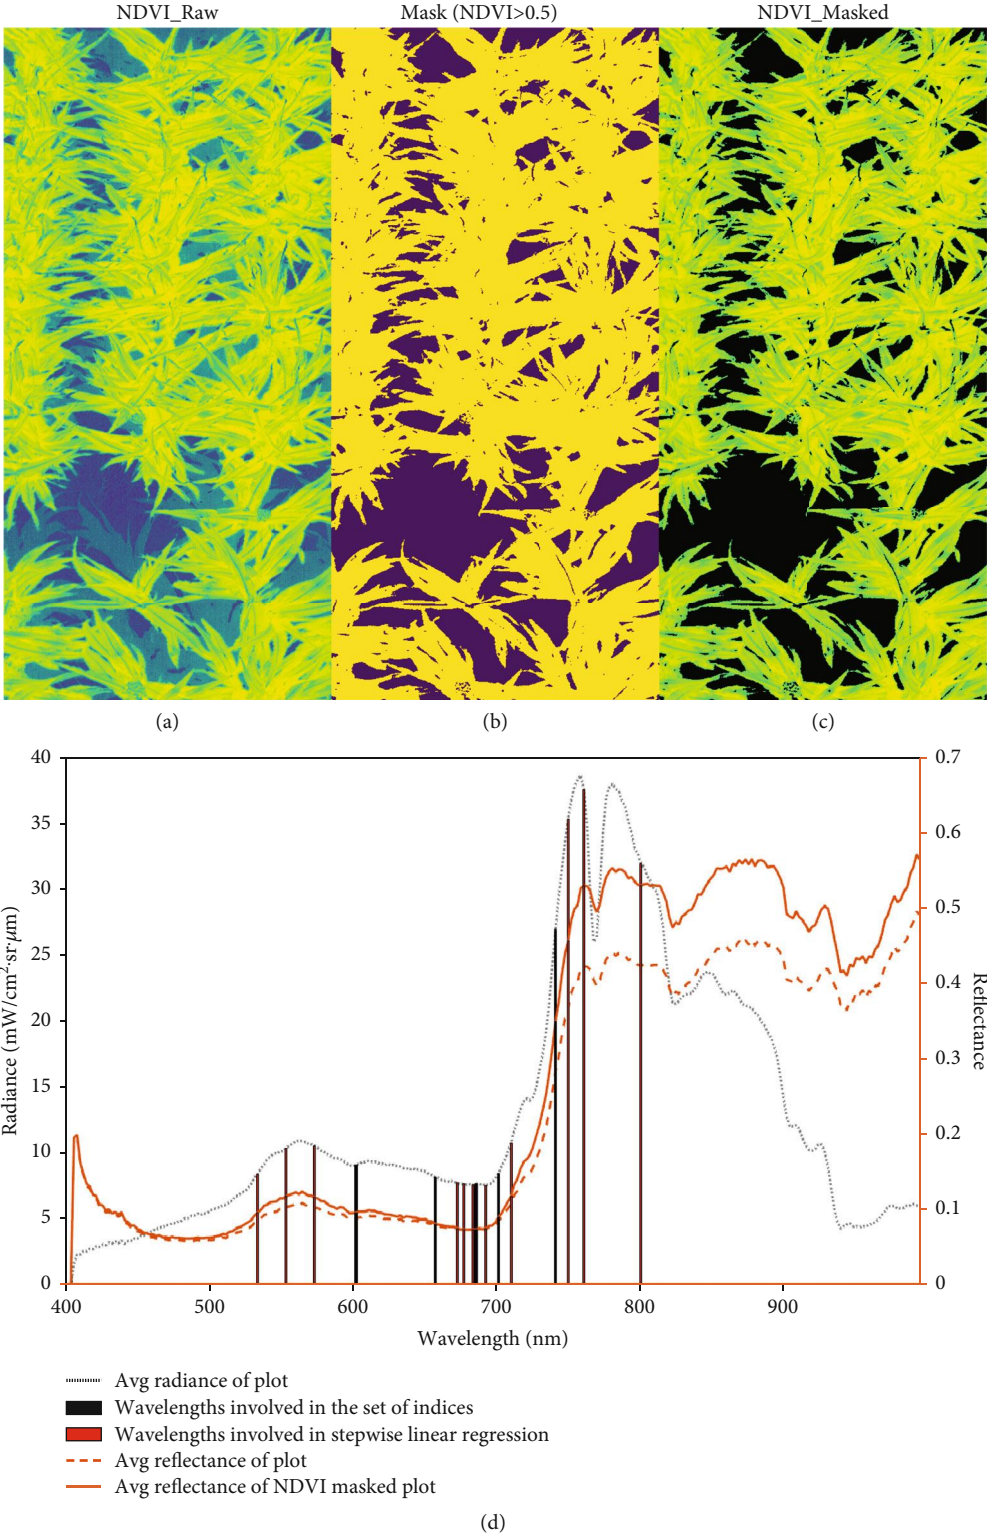 NDVI_Raw
Mask (NDVI>0.5)
NDVI_Masked
(a)
(b)
(c)
40
35
30
25
20
15
10
5
0
Radiance (mW/cm²·sr·μm)
0.7
0.6
0.5
0.4
0.3
0.2
0.1
0
Reflectance
400
500
600
700
800
900
Wavelength (nm)
Avg radiance of plot
Wavelengths involved in the set of indices
Wavelengths involved in stepwise linear regression
Avg reflectance of plot
Avg reflectance of NDVI masked plot
(d)